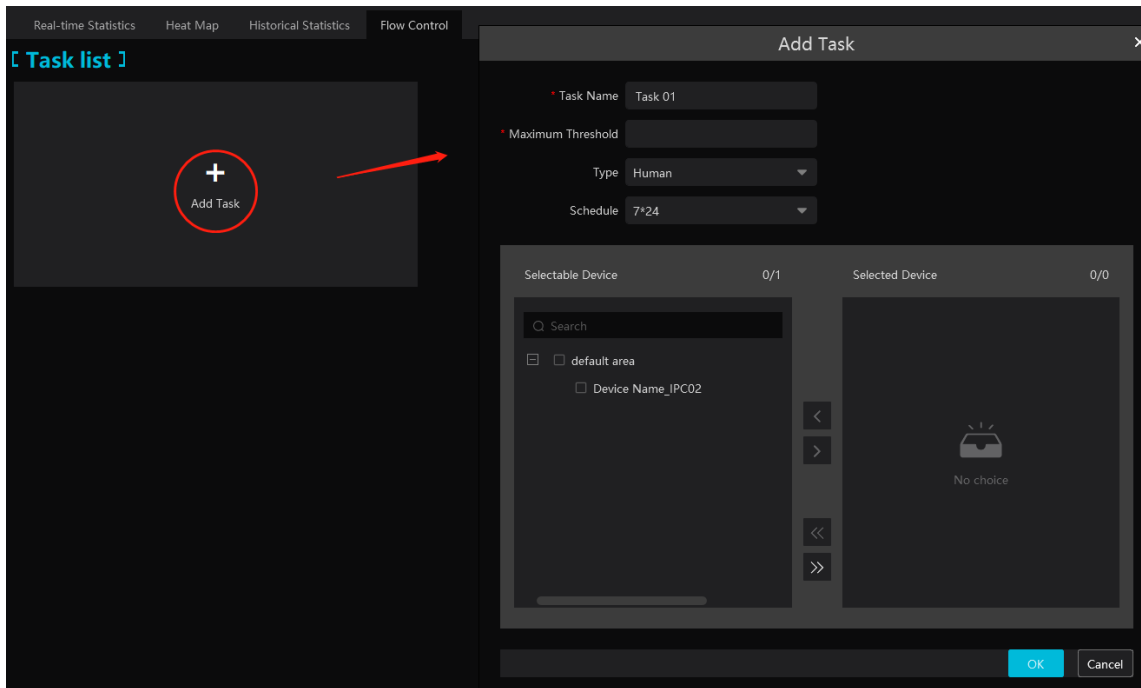 Real-time Statistics Heat Map Historical Statistics Flow Control
[ Task list ]
+
Add Task
Add Task
* Task Name Task 01
* Maximum Threshold
Type Human
Schedule 7*24
Selectable Device 0/1
Selected Device 0/0
Search
default area
Device Name_IPC02
No choice
OK Cancel